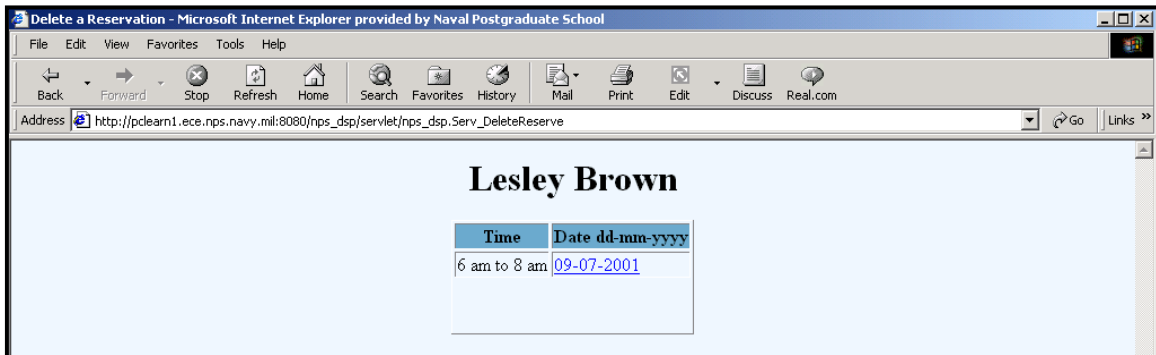 Delete a Reservation - Microsoft Internet Explorer provided by Naval Postgraduate School
File Edit View Favorites Tools Help
Back Forward Stop Refresh Home Search Favorites History Mail Print Edit Discuss Real.com
Address http://pclearn1.ece.nps.navy.mil:8080/nps_dsp/servlet/nps_dsp.Serv_DeleteReserve Go Links »
Lesley Brown
Time Date dd-mm-yyyy
6 am to 8 am 09-07-2001